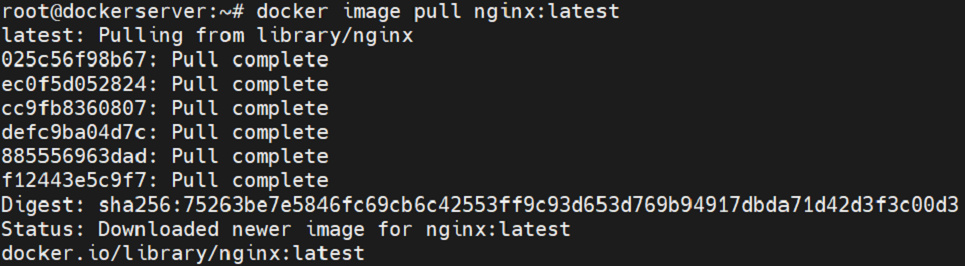 root@dockerserver:~# docker image pull nginx:latest
latest: Pulling from library/nginx
025c56f98b67: Pull complete
ec0f5d052824: Pull complete
cc9fb8360807: Pull complete
defc9ba04d7c: Pull complete
885556963dad: Pull complete
f12443e5c9f7: Pull complete
Digest: sha256:75263be7e5846fc69cb6c42553ff9c93d653d769b94917dbda71d42d3f3c00d3
Status: Downloaded newer image for nginx:latest
docker.io/library/nginx:latest